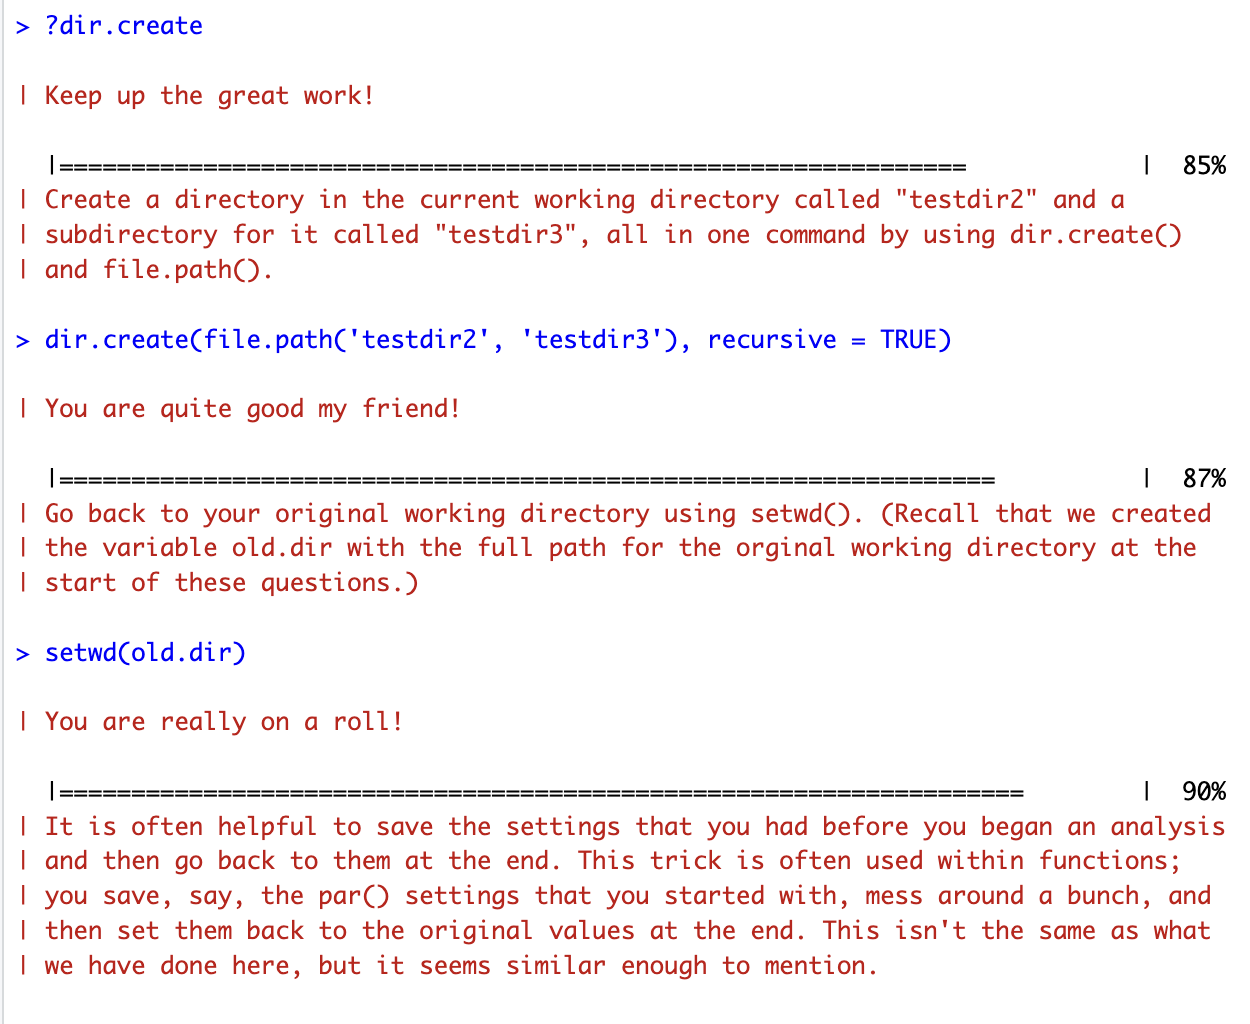 > ?dir.create
| Keep up the great work!
|=============================================================== | 85%
| Create a directory in the current working directory called "testdir2" and a
| subdirectory for it called "testdir3", all in one command by using dir.create()
| and file.path().
> dir.create(file.path('testdir2', 'testdir3'), recursive = TRUE)
| You are quite good my friend!
|================================================================= | 87%
| Go back to your original working directory using setwd(). (Recall that we created
| the variable old.dir with the full path for the orginal working directory at the
| start of these questions.)
> setwd(old.dir)
| You are really on a roll!
|=================================================================== | 90%
| It is often helpful to save the settings that you had before you began an analysis
| and then go back to them at the end. This trick is often used within functions;
| you save, say, the par() settings that you started with, mess around a bunch, and
| then set them back to the original values at the end. This isn't the same as what
| we have done here, but it seems similar enough to mention.